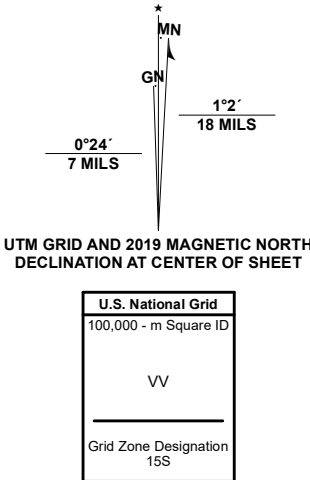 ★
MN
GN
1°2´
18 MILS
0°24´
7 MILS
UTM GRID AND 2019 MAGNETIC NORTH
DECLINATION AT CENTER OF SHEET
U.S. National Grid
100,000 - m Square ID
VV
Grid Zone Designation
15S